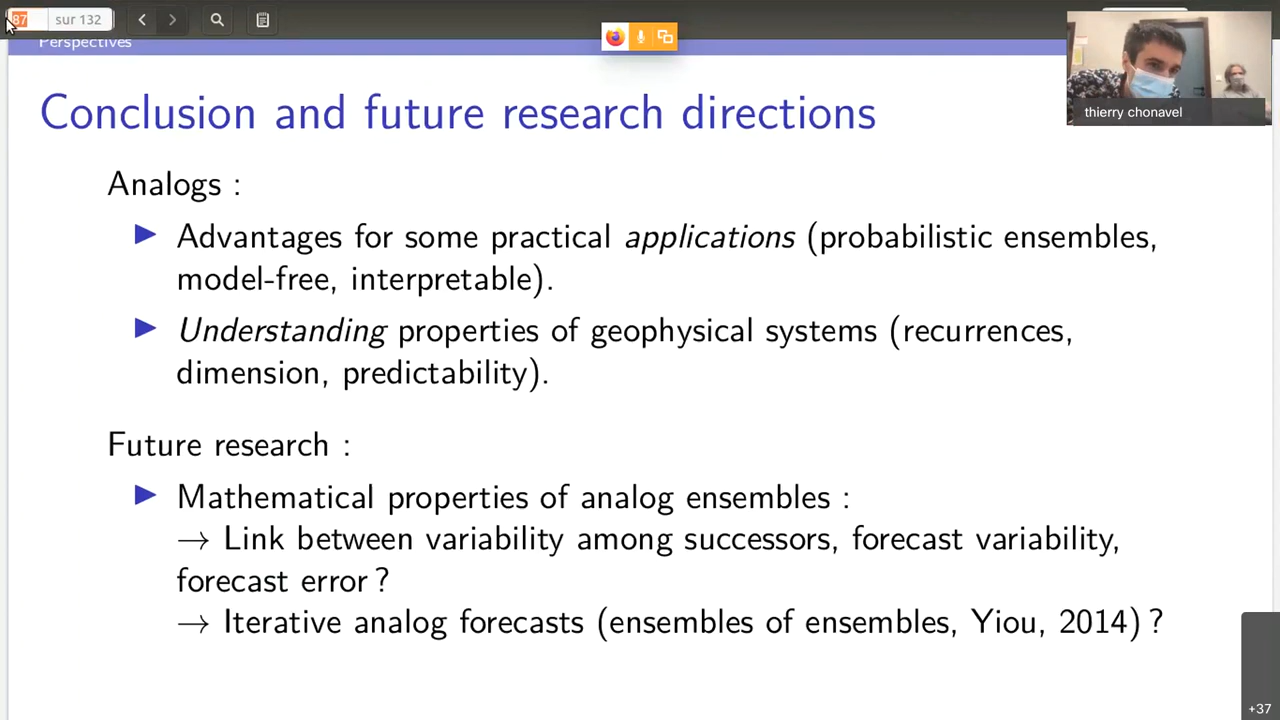 87 sur 132
Perspectives
thierry chonavel
Conclusion and future research directions
Analogs :
▶ Advantages for some practical applications (probabilistic ensembles,
model-free, interpretable).
▶ Understanding properties of geophysical systems (recurrences,
dimension, predictability).
Future research :
▶ Mathematical properties of analog ensembles :
→ Link between variability among successors, forecast variability,
forecast error ?
→ Iterative analog forecasts (ensembles of ensembles, Yiou, 2014) ?
+37